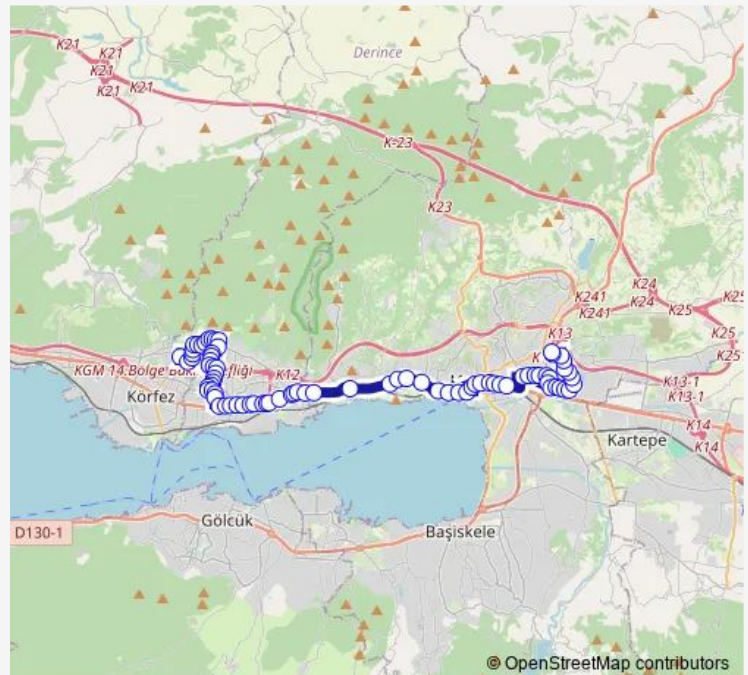 K21
K21
K21
K21
K21
Derince
K-23
K23
K24
K241
K24
K25
K241
K25
K13
K25
KGM 14.Bölge
K12
K13-1
K13-1
Körfez
K14
K14
Kartepe
Gölcük
Başiskele
D130-1
© OpenStreetMap contributors